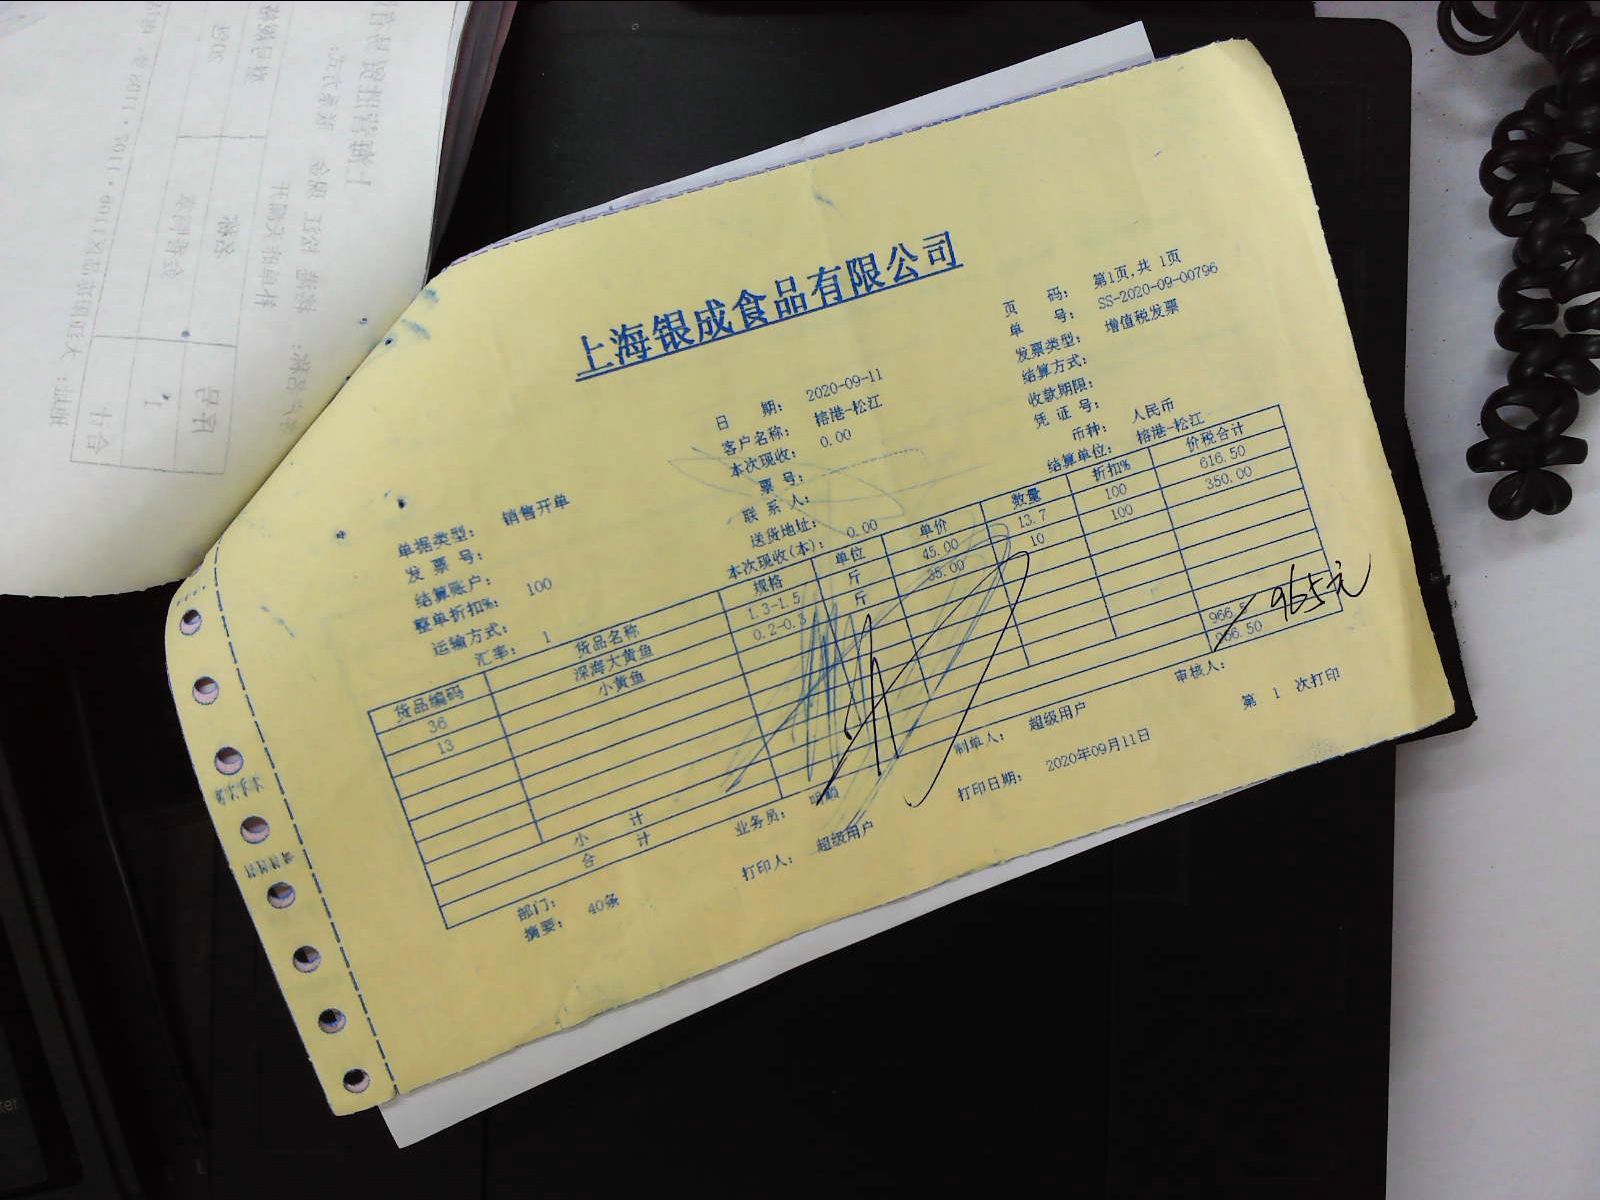 上海银成食品有限公司
页 码: 第1页,共 1页
单 号: SS-2020-09-00796
日 期: 2020-09-11
发票类型: 增值税发票
客户名称: 榕港-松江
结算方式:
本次现收: 0.00
收款期限:
票 号:
凭 证 号:
单据类型: 销售开单
联 系 人:
币种: 人民币
发 票 号:
送货地址:
结算单位: 榕港-松江
结算账户:
本次现收(本): 0.00
整单折扣%: 100
运输方式:
汇率: 1
货品编码 货品名称 规格 单位 单价 数量 折扣% 价税合计
36 深海大黄鱼 1.3-1.5 斤 45.00 13.7 100 616.50
13 小黄鱼 0.2-0.3 斤 35.00 10 100 350.00
小 计 966.5
合 计 966.50
965元
部门: 业务员: 制单人: 超级用户 审核人:
摘要: 40条 打印人: 超级用户 打印日期: 2020年09月11日 第 1 次打印